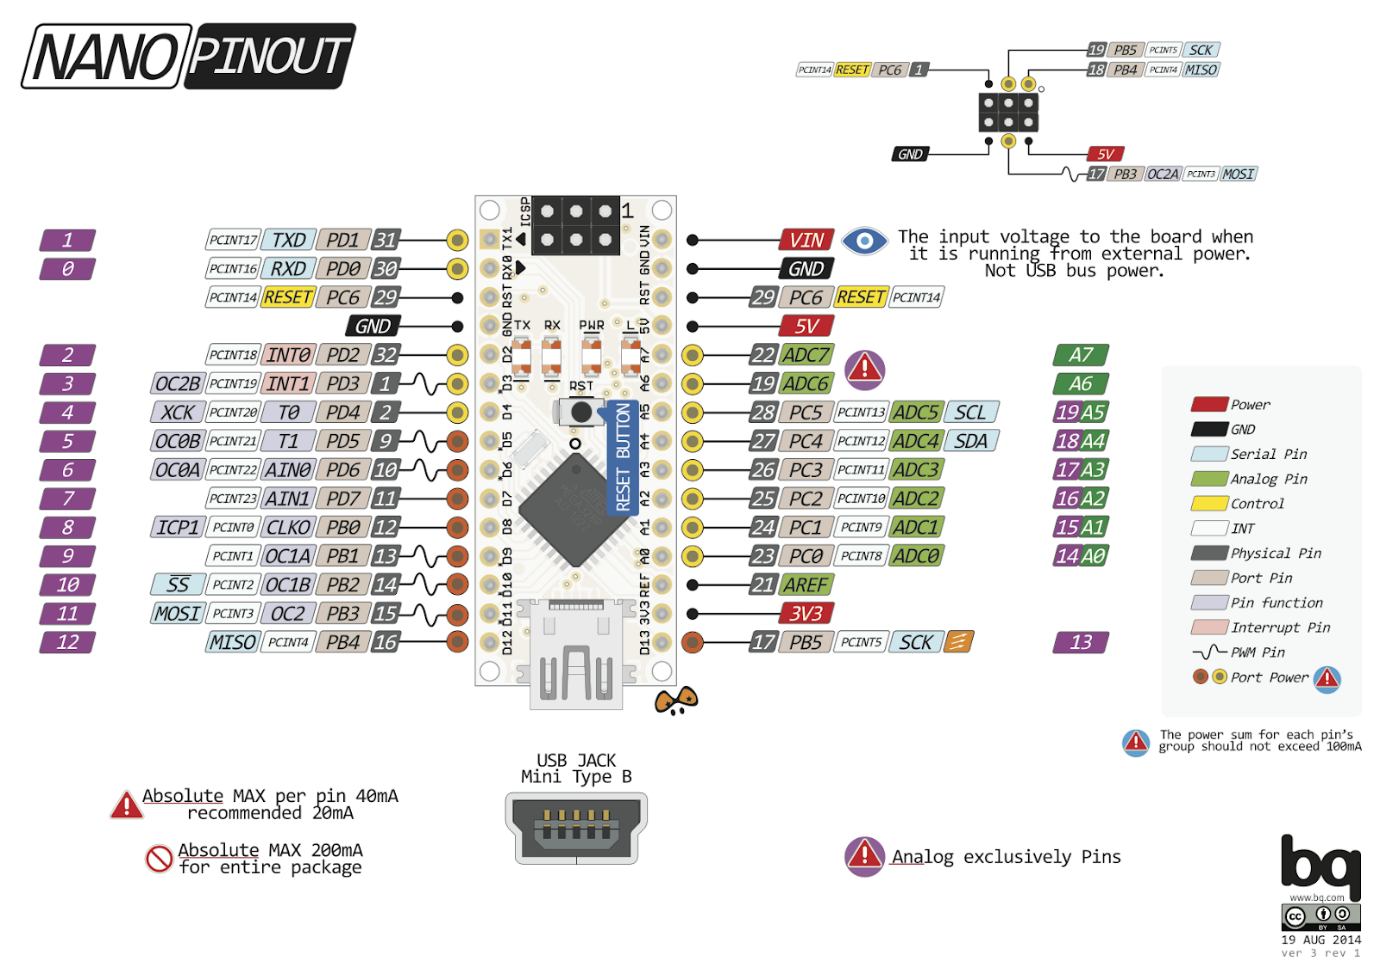 NANO PINOUT
19 PB5 PCINT5 SCK
PCINT14 RESET PC6 1
18 PB4 PCINT4 MISO
GND
5V
17 PB3 OC2A PCINT3 MOSI
1 PCINT17 TXD PD1 31
0 PCINT16 RXD PD0 30
PCINT14 RESET PC6 29
GND
2 PCINT18 INT0 PD2 32
3 OC2B PCINT19 INT1 PD3 1
4 XCK PCINT20 T0 PD4 2
5 OC0B PCINT21 T1 PD5 9
6 OC0A PCINT22 AIN0 PD6 10
7 PCINT23 AIN1 PD7 11
8 ICP1 PCINT0 CLKO PB0 12
9 PCINT1 OC1A PB1 13
10 SS PCINT2 OC1B PB2 14
11 MOSI PCINT3 OC2 PB3 15
12 MISO PCINT4 PB4 16
ICSP
1
TX1
RX0
RST
GND
D2
D3
D4
D5
D6
D7
D8
D9
D10
D11
D12
TX RX PWR L
RST
RESET BUTTON
VIN
GND
RST
5V
A7
A6
A5
A4
A3
A2
A1
A0
REF
3V3
D13
VIN
The input voltage to the board when
it is running from external power.
Not USB bus power.
GND
29 PC6 RESET PCINT14
5V
22 ADC7 A7
19 ADC6 A6
28 PC5 PCINT13 ADC5 SCL 19 A5
27 PC4 PCINT12 ADC4 SDA 18 A4
26 PC3 PCINT11 ADC3 17 A3
25 PC2 PCINT10 ADC2 16 A2
24 PC1 PCINT9 ADC1 15 A1
23 PC0 PCINT8 ADC0 14 A0
21 AREF
3V3
17 PB5 PCINT5 SCK 13
Power
GND
Serial Pin
Analog Pin
Control
INT
Physical Pin
Port Pin
Pin function
Interrupt Pin
PWM Pin
Port Power
The power sum for each pin's
group should not exceed 100mA
USB JACK
Mini Type B
Absolute MAX per pin 40mA
recommended 20mA
Absolute MAX 200mA
for entire package
Analog exclusively Pins
bq
www.bq.com
cc BY SA
19 AUG 2014
ver 3 rev 1